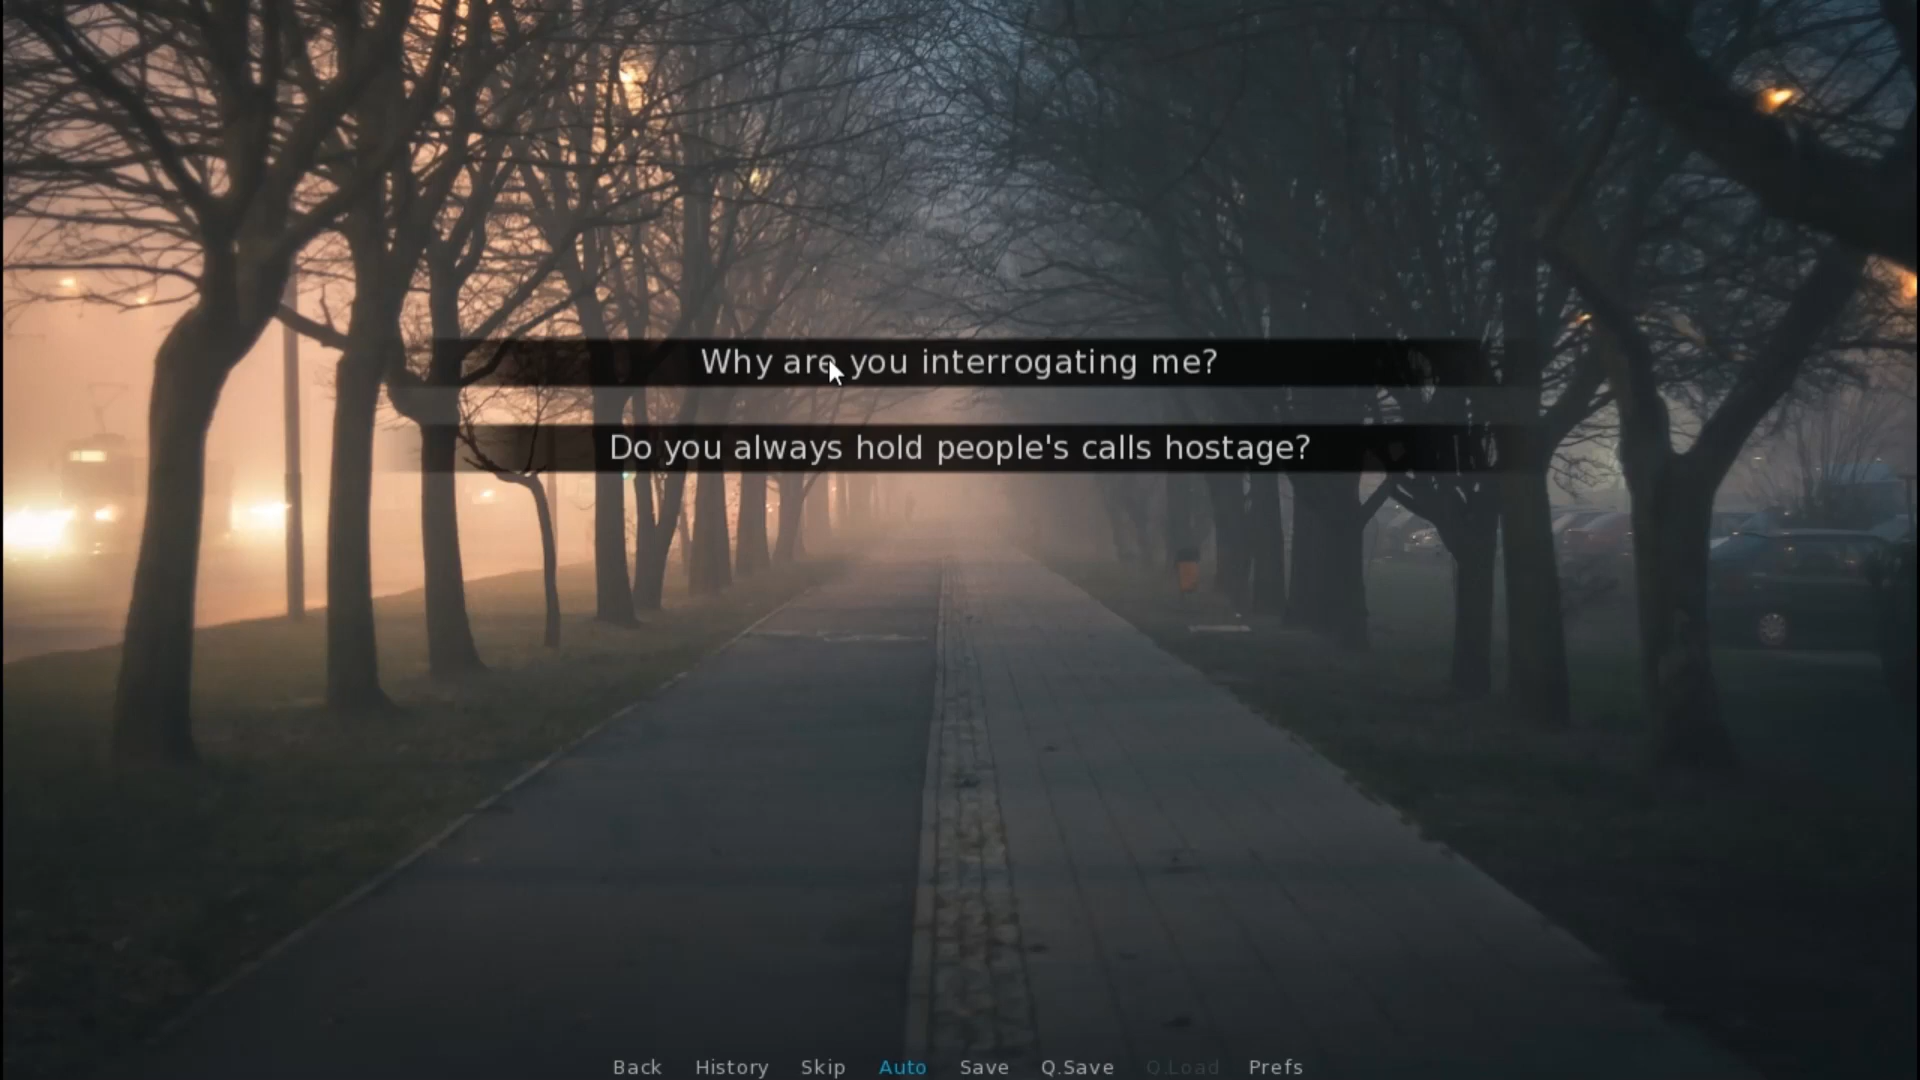 Why are you interrogating me?
Do you always hold people's calls hostage?
Back History Skip Auto Save Q.Save Q.Load Prefs